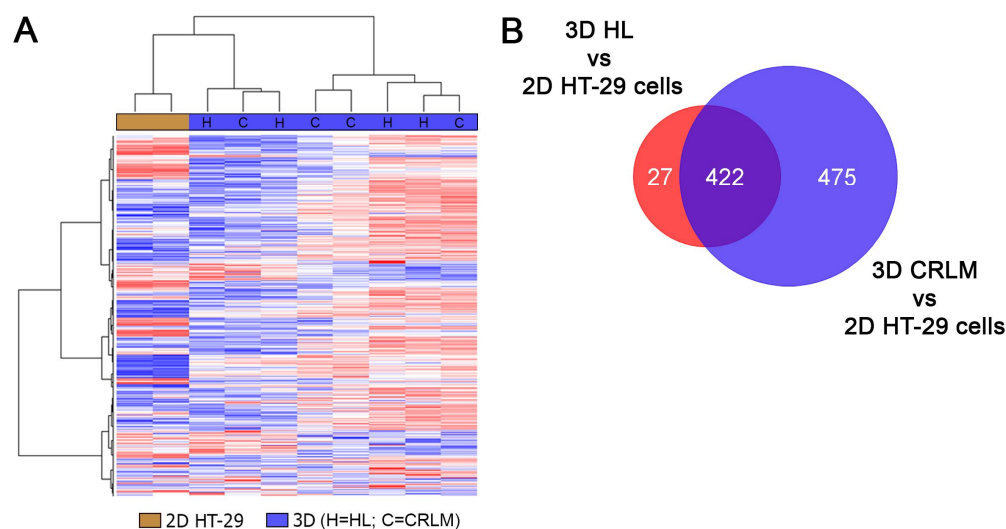 A
H C H C C H H C
2D HT-29 3D (H=HL; C=CRLM)
B
3D HL
vs
2D HT-29 cells
27 422 475
3D CRLM
vs
2D HT-29 cells